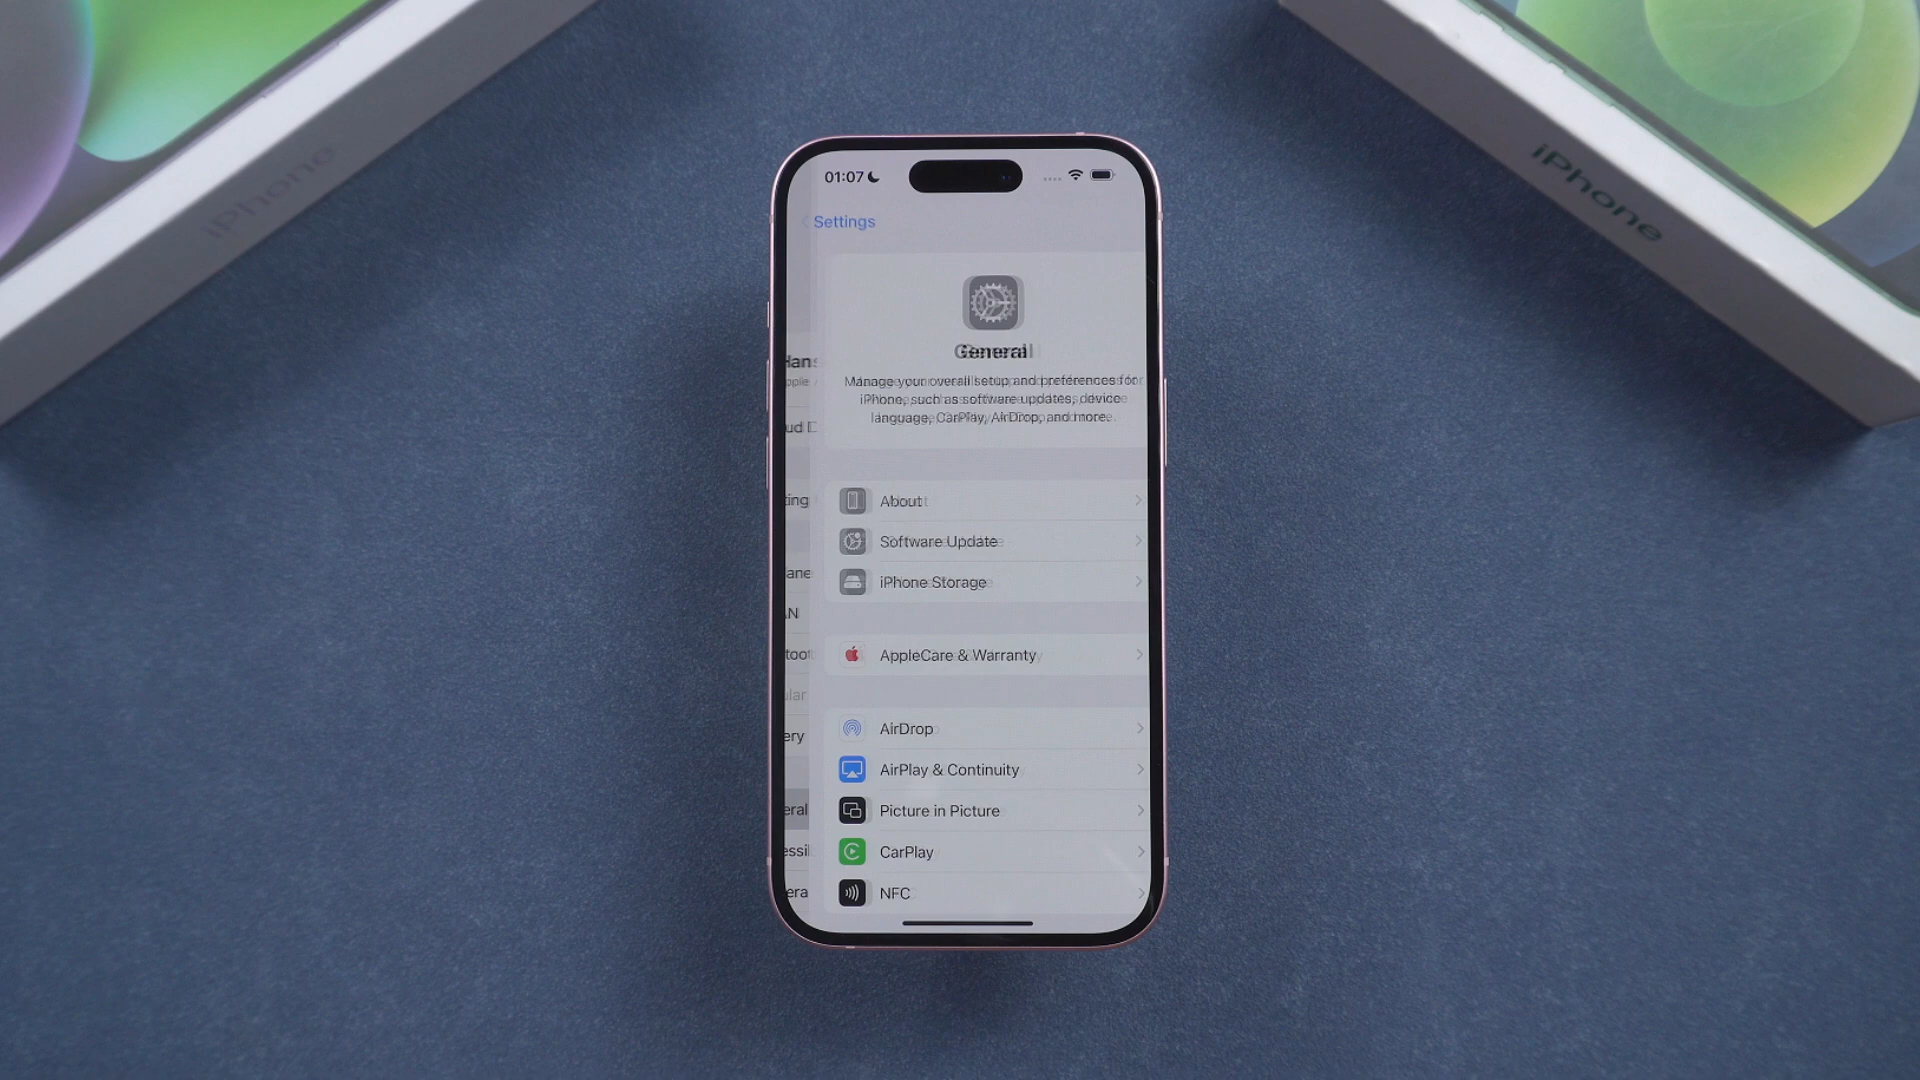 iPhone
iPhone
01:07
Settings
General
Manage your overall setup and preferences for
iPhone, such as software updates, device
language, CarPlay, AirDrop, and more.
About
Software Update
iPhone Storage
AppleCare & Warranty
AirDrop
AirPlay & Continuity
Picture in Picture
CarPlay
NFC